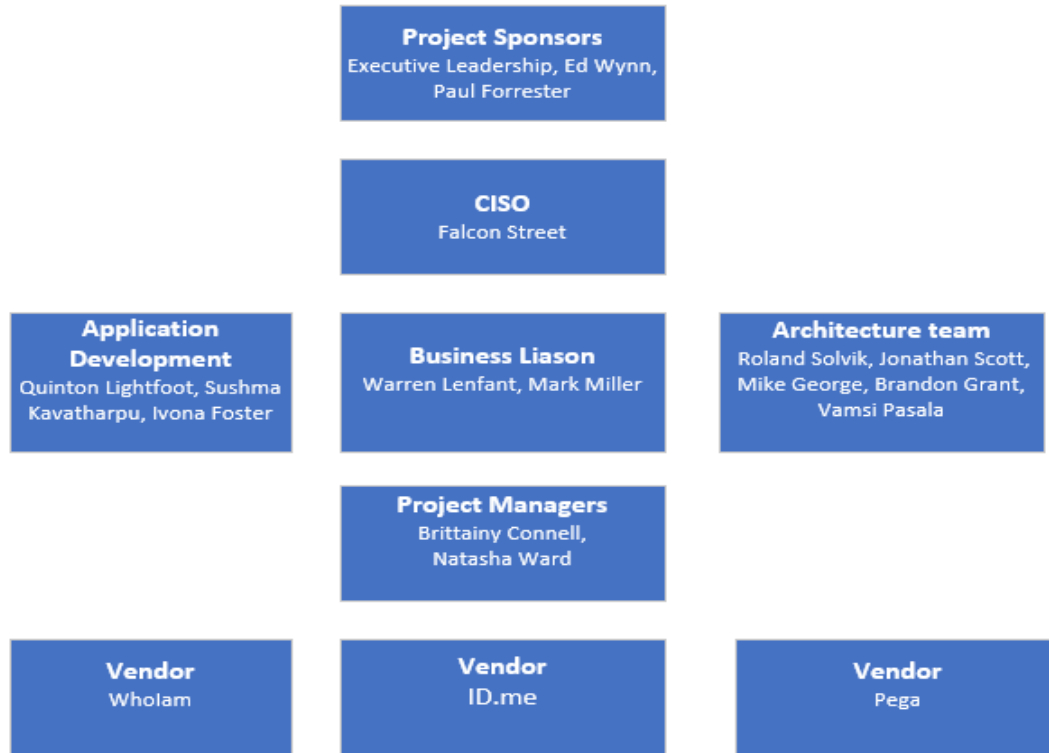 Project Sponsors
Executive Leadership, Ed Wynn,
Paul Forrester
CISO
Falcon Street
Application
Development
Quinton Lightfoot, Sushma
Kavatharpu, Ivona Foster
Business Liason
Warren Lenfant, Mark Miller
Architecture team
Roland Solvik, Jonathan Scott,
Mike George, Brandon Grant,
Vamsi Pasala
Project Managers
Brittainy Connell,
Natasha Ward
Vendor
WhoIam
Vendor
ID.me
Vendor
Pega